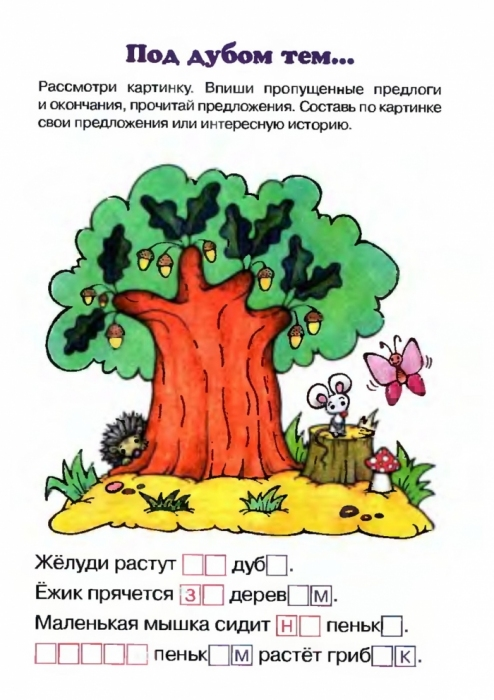 Под дубом тем...
Рассмотри картинку. Впиши пропущенные предлоги
и окончания, прочитай предложения. Составь по картинке
свои предложения или интересную историю.
Жёлуди растут □□ дуб□.
Ёжик прячется З□ дерев□М.
Маленькая мышка сидит Н□ пеньк□.
□□□□□ пеньк□М растёт гриб□К.